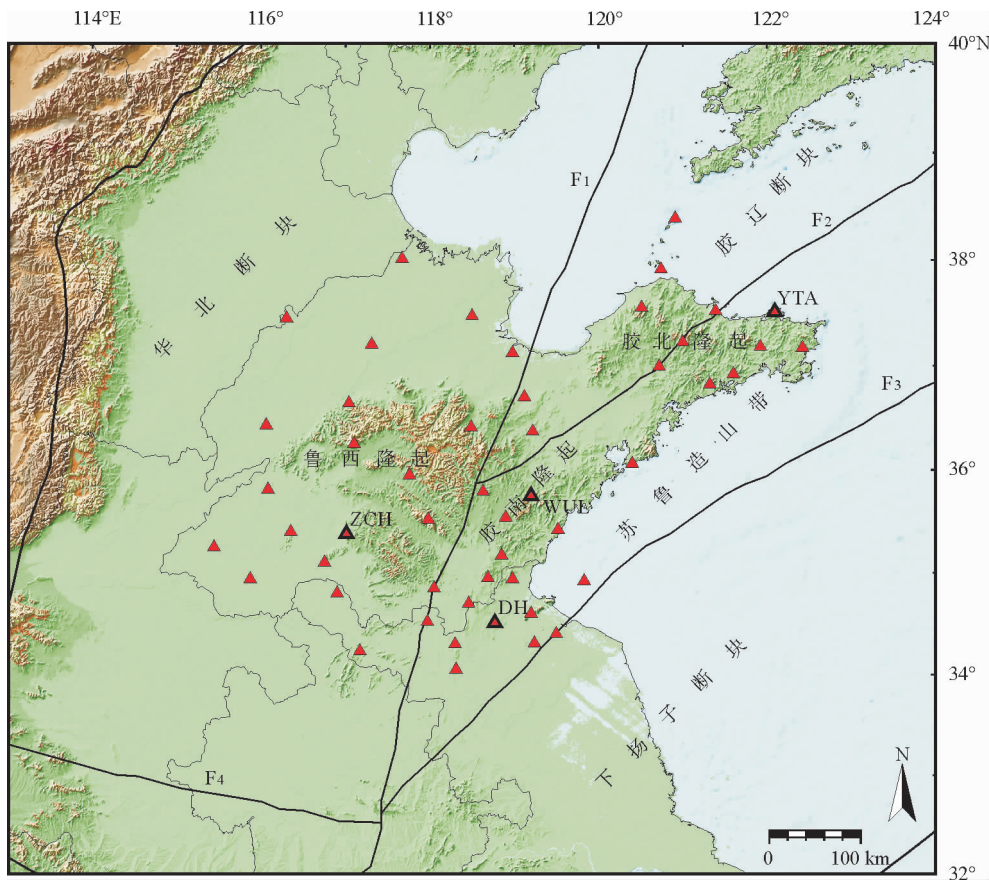 114°E
116°
118°
120°
122°
124°
40°N
38°
36°
34°
32°
F1
F2
F3
F4
华北断块
胶辽断块
YTA
胶北隆起
鲁西隆起
胶南隆起
WUL
苏鲁造山带
ZCH
DH
下扬子断块
N
0 100 km